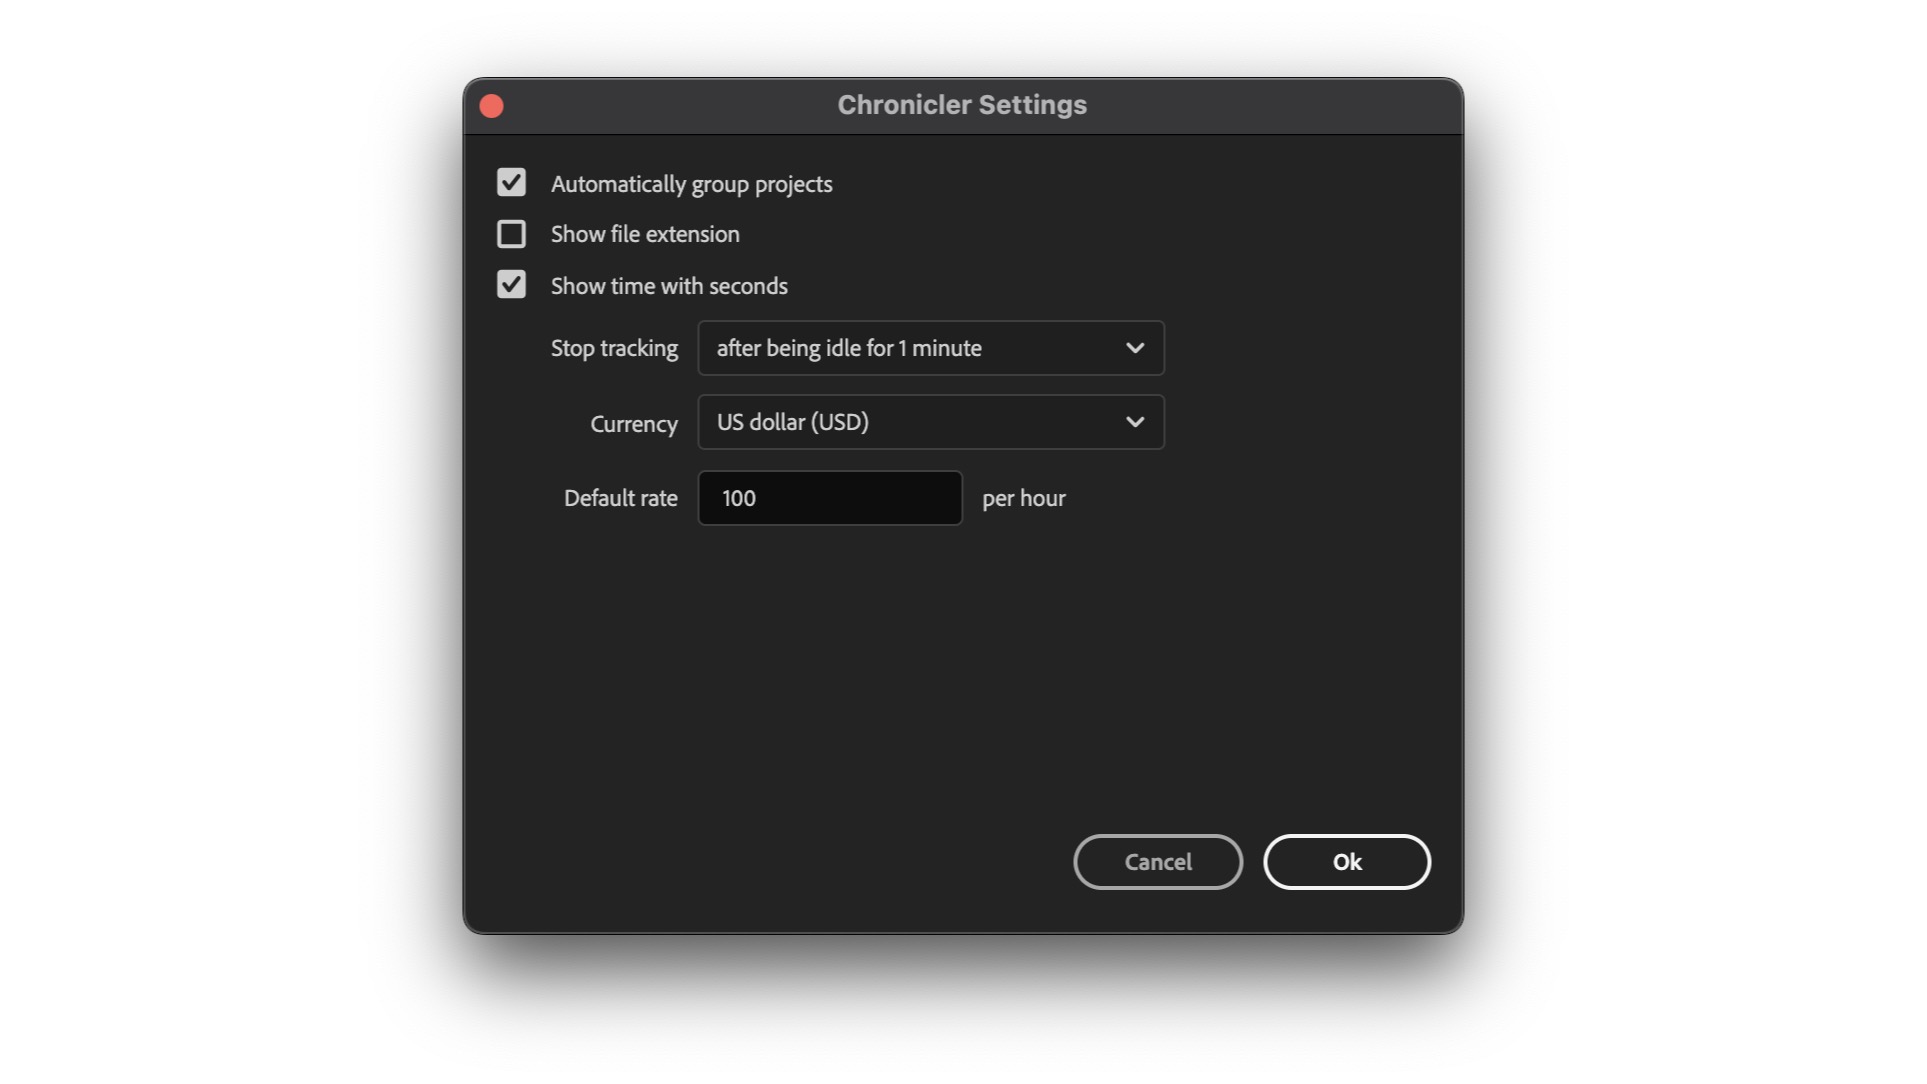 Chronicler Settings
Automatically group projects
Show file extension
Show time with seconds
Stop tracking after being idle for 1 minute
Currency US dollar (USD)
Default rate 100 per hour
Cancel Ok